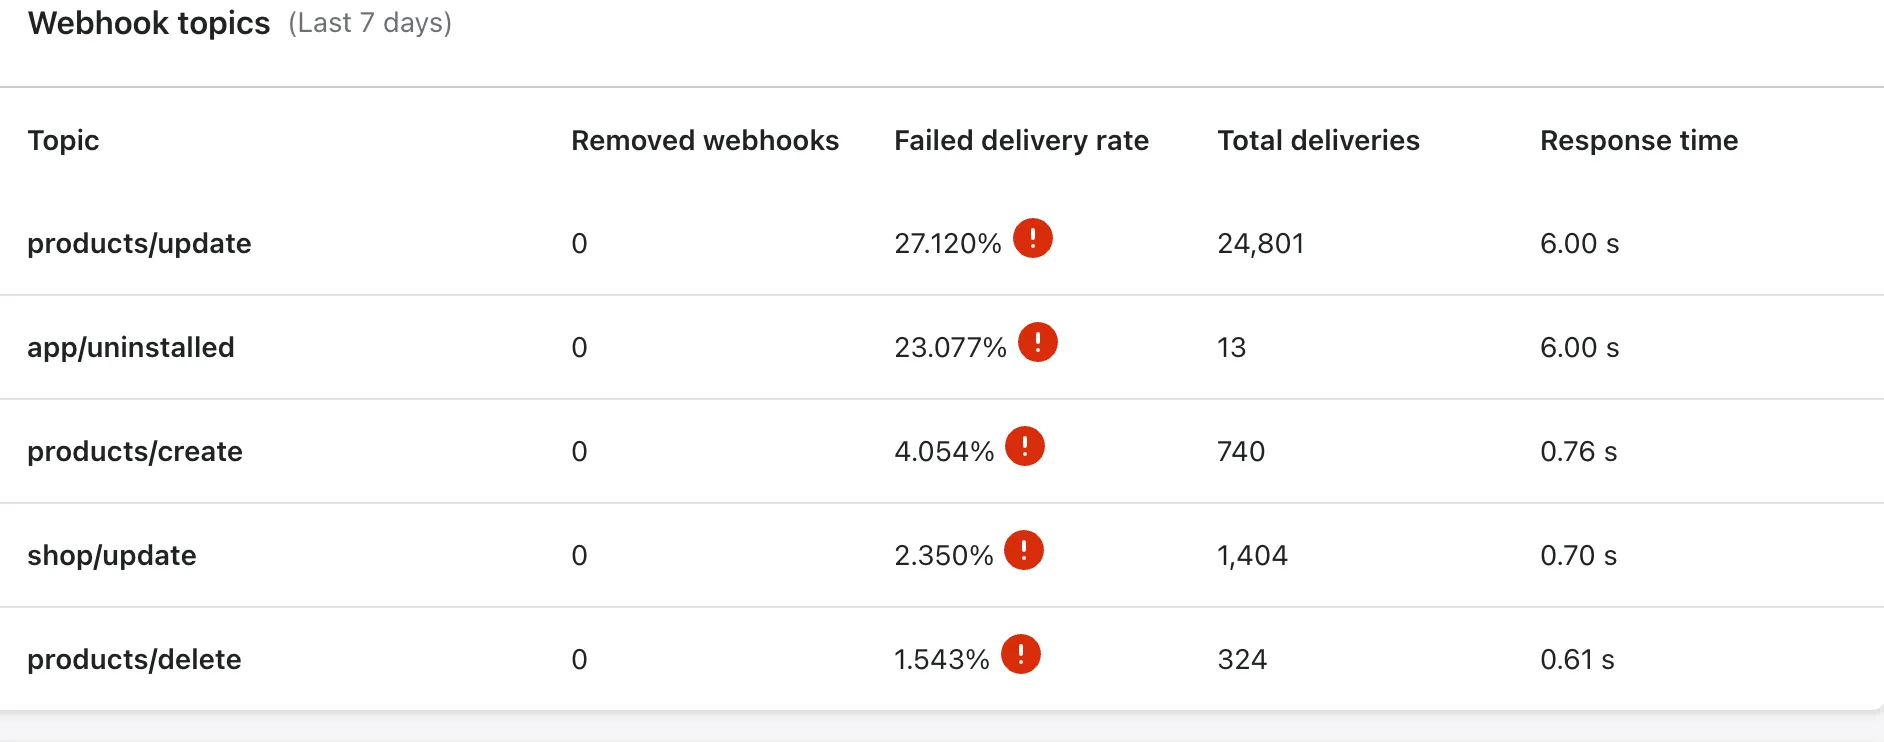 Webhook topics (Last 7 days)
Topic Removed webhooks Failed delivery rate Total deliveries Response time
products/update 0 27.120% 24,801 6.00 s
app/uninstalled 0 23.077% 13 6.00 s
products/create 0 4.054% 740 0.76 s
shop/update 0 2.350% 1,404 0.70 s
products/delete 0 1.543% 324 0.61 s